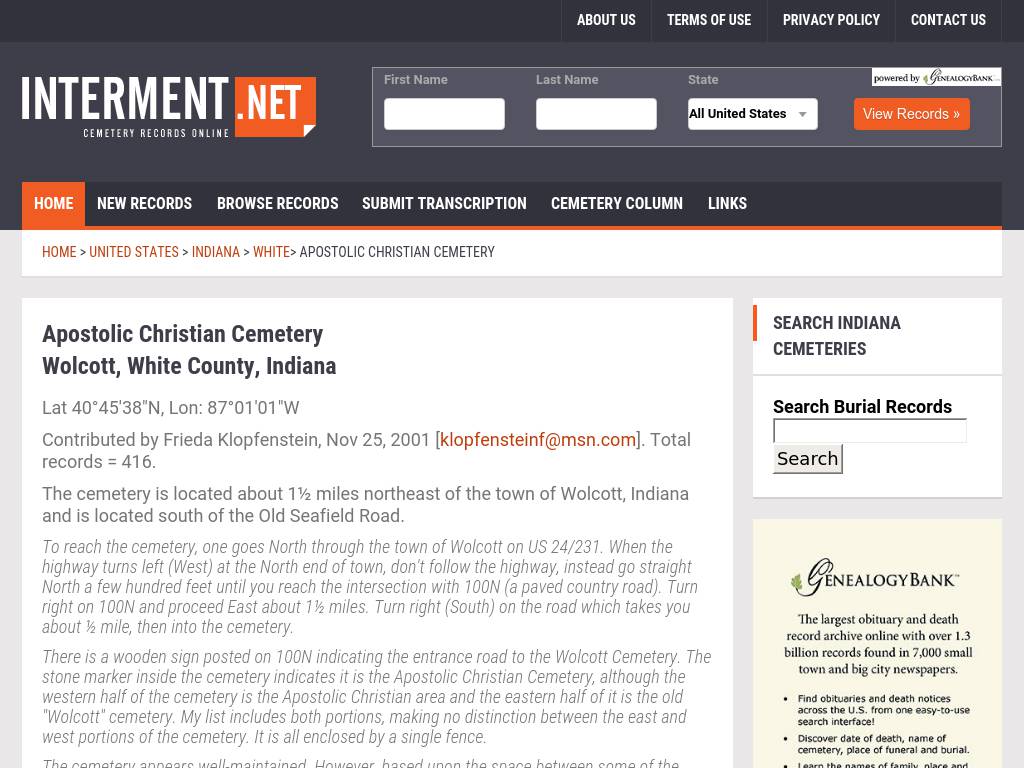 ABOUT US TERMS OF USE PRIVACY POLICY CONTACT US
INTERMENT.NET
CEMETERY RECORDS ONLINE
First Name Last Name State
powered by GENEALOGYBANK
All United States View Records »
HOME NEW RECORDS BROWSE RECORDS SUBMIT TRANSCRIPTION CEMETERY COLUMN LINKS
HOME > UNITED STATES > INDIANA > WHITE> APOSTOLIC CHRISTIAN CEMETERY
Apostolic Christian Cemetery
Wolcott, White County, Indiana
Lat 40°45'38"N, Lon: 87°01'01"W
Contributed by Frieda Klopfenstein, Nov 25, 2001 [klopfensteinf@msn.com]. Total
records = 416.
The cemetery is located about 1½ miles northeast of the town of Wolcott, Indiana
and is located south of the Old Seafield Road.
To reach the cemetery, one goes North through the town of Wolcott on US 24/231. When the
highway turns left (West) at the North end of town, don't follow the highway, instead go straight
North a few hundred feet until you reach the intersection with 100N (a paved country road). Turn
right on 100N and proceed East about 1½ miles. Turn right (South) on the road which takes you
about ½ mile, then into the cemetery.
There is a wooden sign posted on 100N indicating the entrance road to the Wolcott Cemetery. The
stone marker inside the cemetery indicates it is the Apostolic Christian Cemetery, although the
western half of the cemetery is the Apostolic Christian area and the eastern half of it is the old
"Wolcott" cemetery. My list includes both portions, making no distinction between the east and
west portions of the cemetery. It is all enclosed by a single fence.
The cemetery appears well-maintained. However, based upon the space between some of the
SEARCH INDIANA
CEMETERIES
Search Burial Records
Search
GENEALOGYBANK
The largest obituary and death
record archive online with over 1.3
billion records found in 7,000 small
town and big city newspapers.
• Find obituaries and death notices
across the U.S. from one easy-to-use
search interface!
• Discover date of death, name of
cemetery, place of funeral and burial.
• Learn the names of family, place and